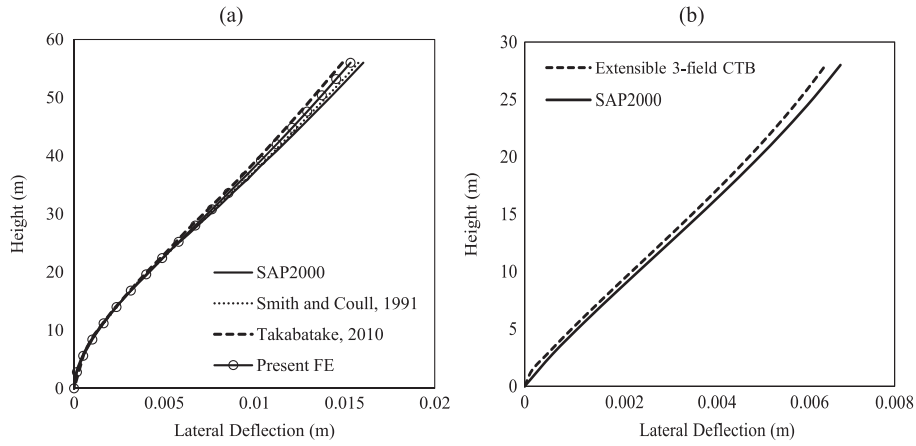 (a)
60
50
40
30
20
10
0
Height (m)
SAP2000
Smith and Coull, 1991
Takabatake, 2010
Present FE
0
0.005
0.01
0.015
0.02
Lateral Deflection (m)
(b)
30
25
20
15
10
5
0
Height (m)
Extensible 3-field CTB
SAP2000
0
0.002
0.004
0.006
0.008
Lateral Deflection (m)